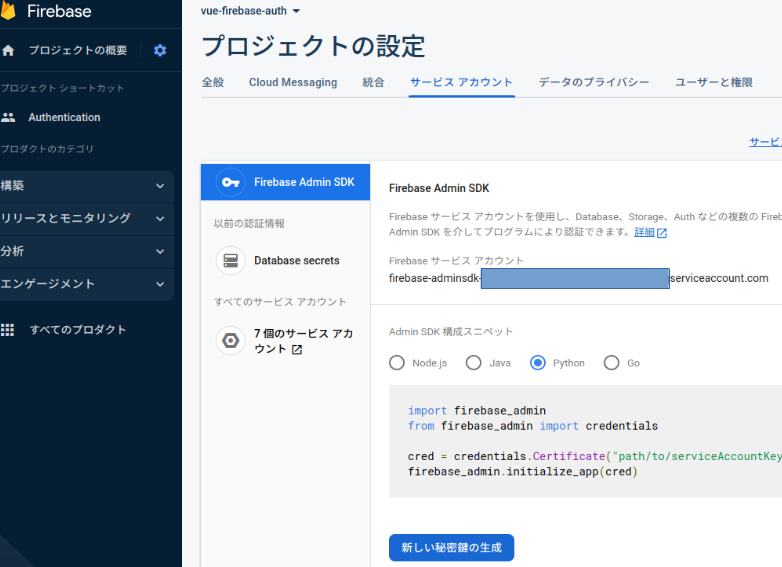 Firebase
プロジェクトの概要
プロジェクト ショートカット
Authentication
プロダクトのカテゴリ
構築
リリースとモニタリング
分析
エンゲージメント
すべてのプロダクト
vue-firebase-auth
プロジェクトの設定
全般
Cloud Messaging
統合
サービス アカウント
データのプライバシー
ユーザーと権限
サービ
Firebase Admin SDK
以前の認証情報
Database secrets
すべてのサービス アカウント
7 個のサービス アカ
ウント
Firebase Admin SDK
Firebase サービス アカウントを使用し、Database、Storage、Auth などの複数の Fireb
Admin SDK を介してプログラムにより認証できます。詳細
Firebase サービス アカウント
firebase-adminsdk- serviceaccount.com
Admin SDK 構成スニペット
Node.js
Java
Python
Go
import firebase_admin
from firebase_admin import credentials
cred = credentials.Certificate("path/to/serviceAccountKey
firebase_admin.initialize_app(cred)
新しい秘密鍵の生成